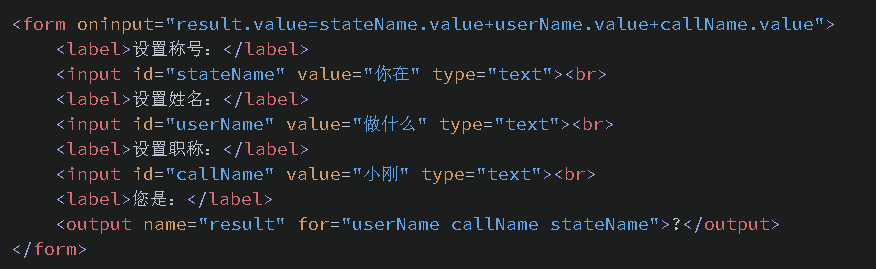 <form oninput="result.value=stateName.value+userName.value+callName.value">
    <label>设置称号：</label>
    <input id="stateName" value="你在" type="text"><br>
    <label>设置姓名：</label>
    <input id="userName" value="做什么" type="text"><br>
    <label>设置职称：</label>
    <input id="callName" value="小刚" type="text"><br>
    <label>您是：</label>
    <output name="result" for="userName callName stateName">?</output>
</form>